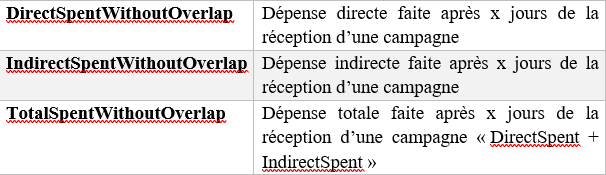 DirectSpentWithoutOverlap Dépense directe faite après x jours de la
réception d’une campagne
IndirectSpentWithoutOverlap Dépense indirecte faite après x jours de la
réception d’une campagne
TotalSpentWithoutOverlap Dépense totale faite après x jours de la
réception d’une campagne « DirectSpent +
IndirectSpent »